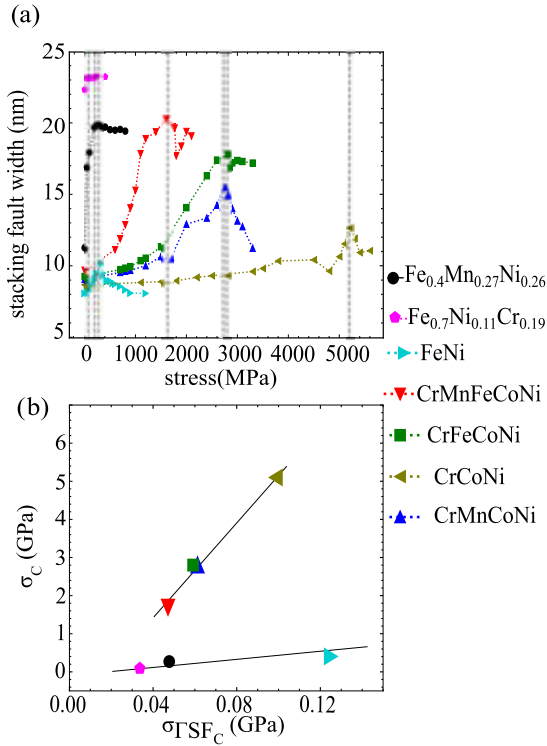 (a)
25
20
15
10
5
stacking fault width (nm)
0 1000 2000 3000 4000 5000
stress(MPa)
Fe0.4Mn0.27Ni0.26
Fe0.7Ni0.11Cr0.19
FeNi
CrMnFeCoNi
CrFeCoNi
CrCoNi
CrMnCoNi
(b)
7
6
5
4
3
2
1
0
σC (GPa)
0.00 0.04 0.08 0.12
σΓSFC (GPa)